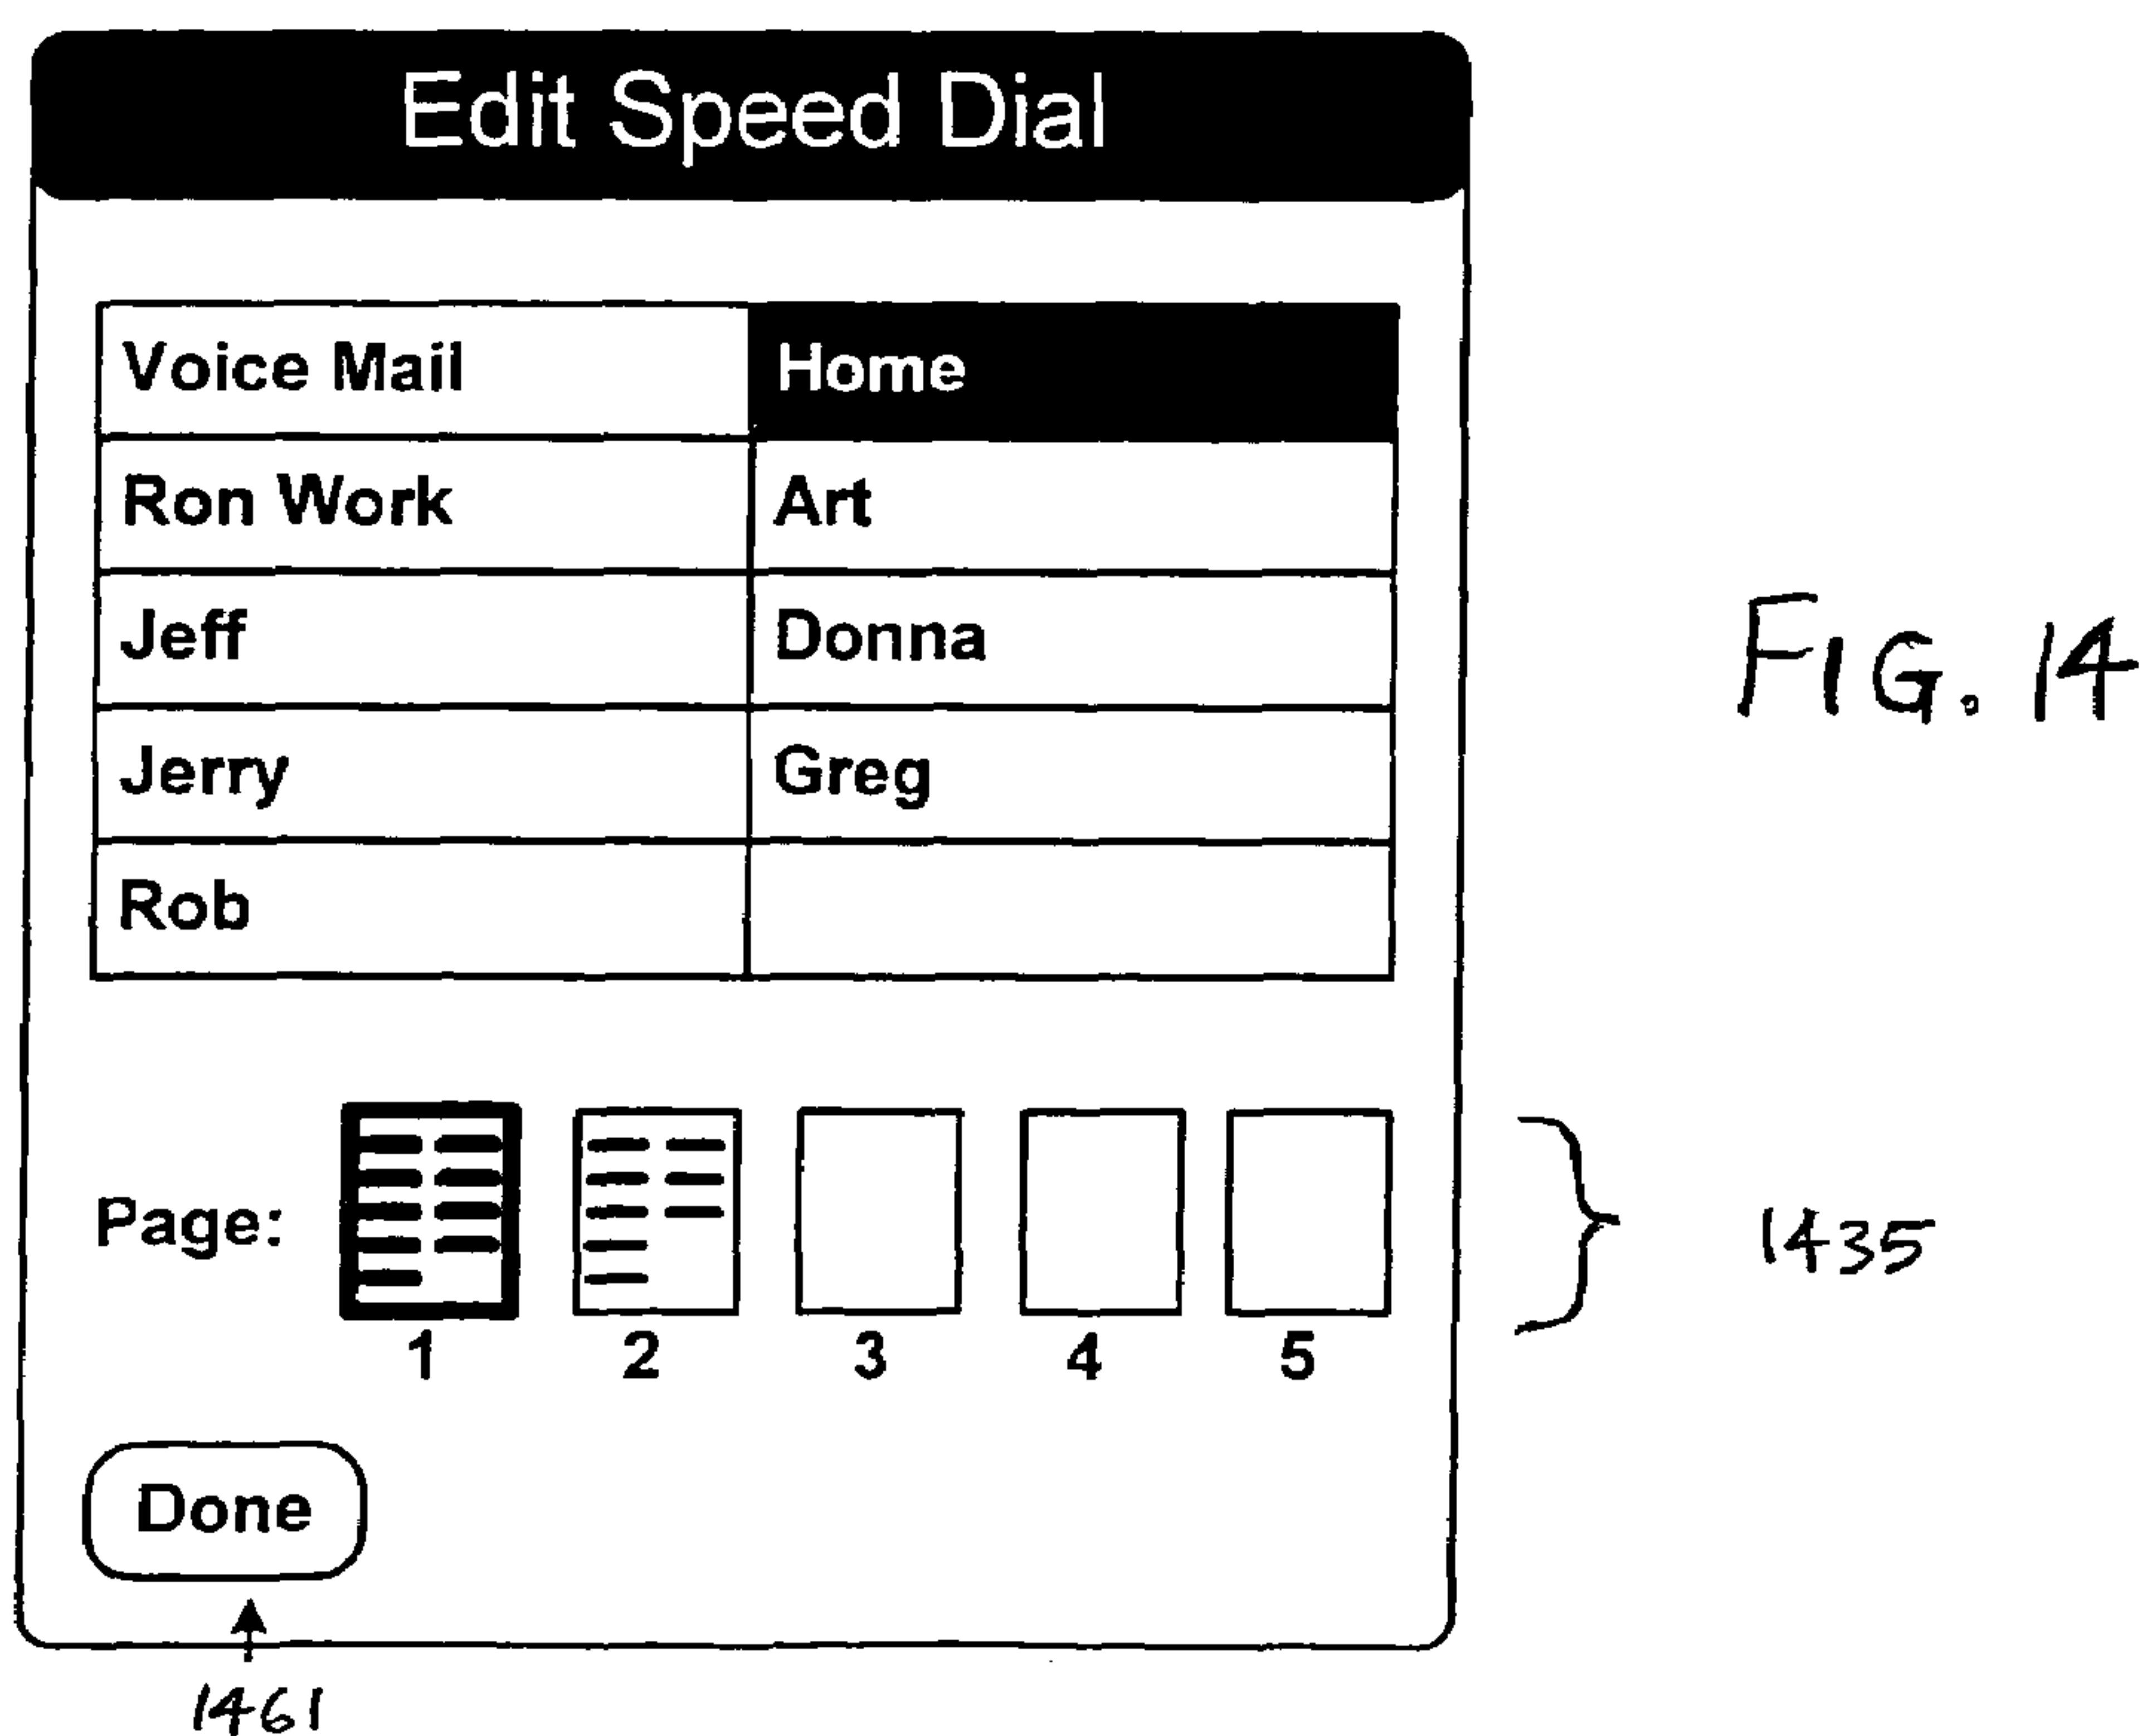 Edit Speed Dial
Voice Mail Home
Ron Work Art
Jeff Donna
Jerry Greg
Rob
FIG. 14
Page:
1 2 3 4 5
1435
Done
1461